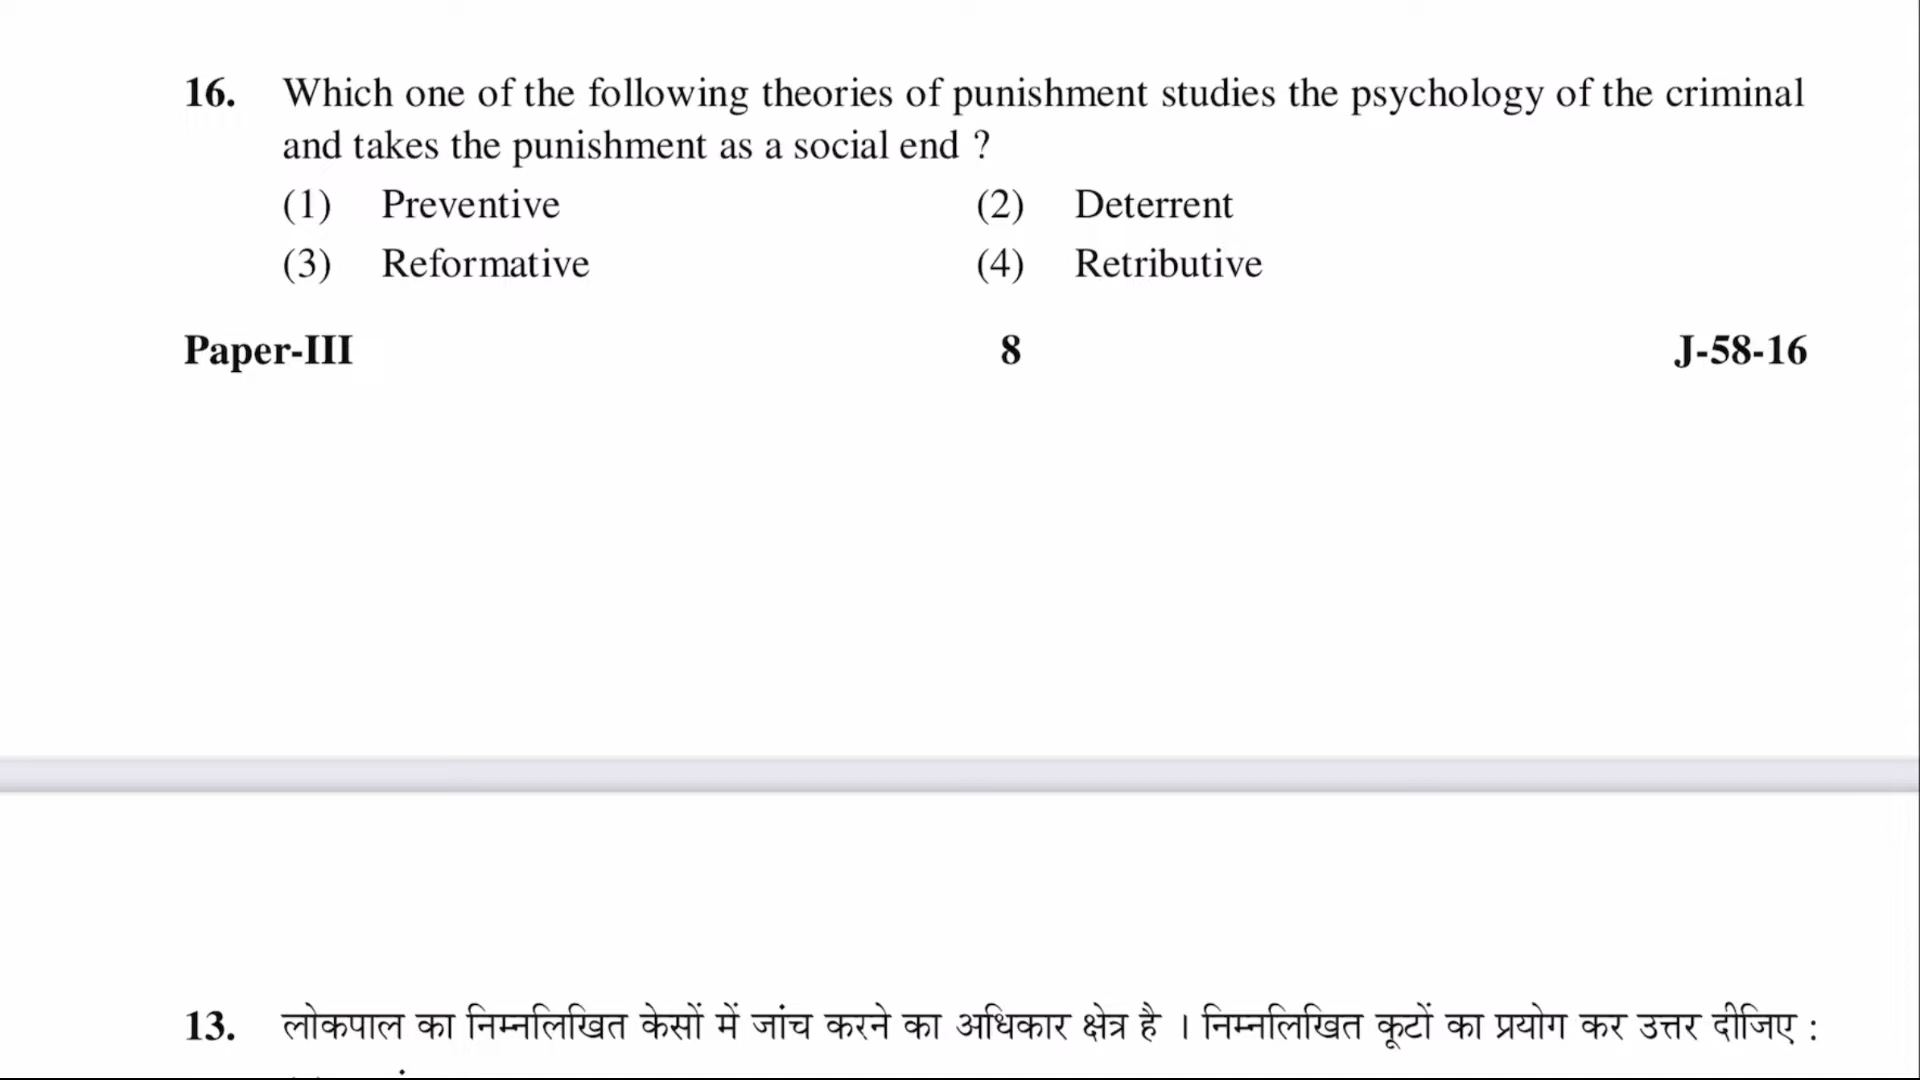 16. Which one of the following theories of punishment studies the psychology of the criminal
and takes the punishment as a social end ?
(1) Preventive (2) Deterrent
(3) Reformative (4) Retributive
Paper-III 8 J-58-16
13. लोकपाल का निम्नलिखित केसों में जांच करने का अधिकार क्षेत्र है । निम्नलिखित कूटों का प्रयोग कर उत्तर दीजिए :